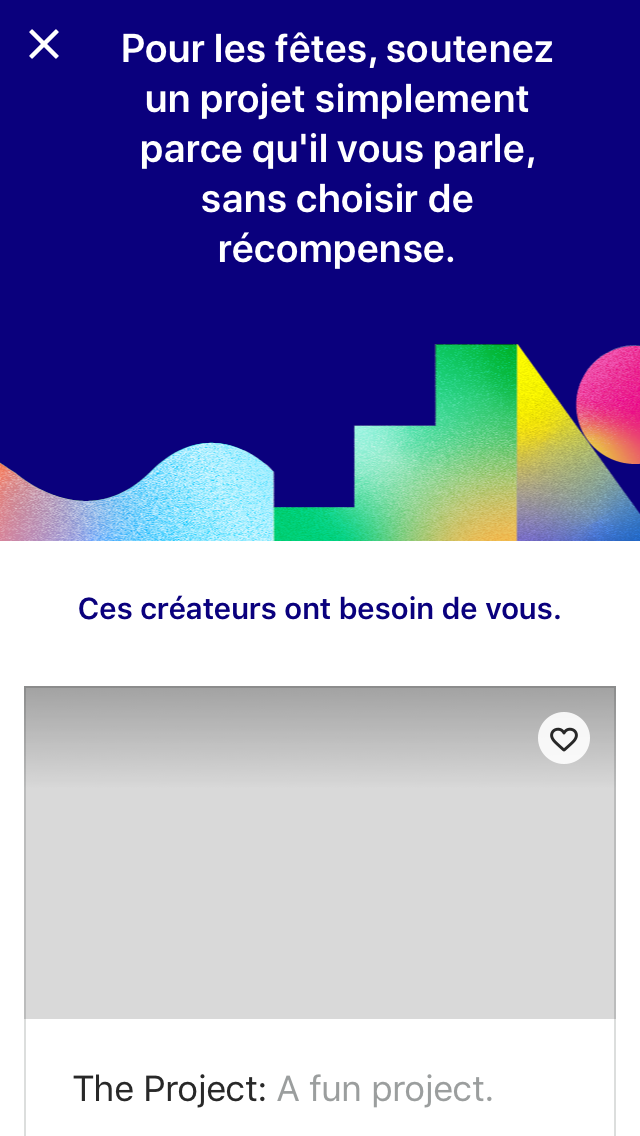 Pour les fêtes, soutenez
un projet simplement
parce qu'il vous parle,
sans choisir de
récompense.
Ces créateurs ont besoin de vous.
The Project: A fun project.